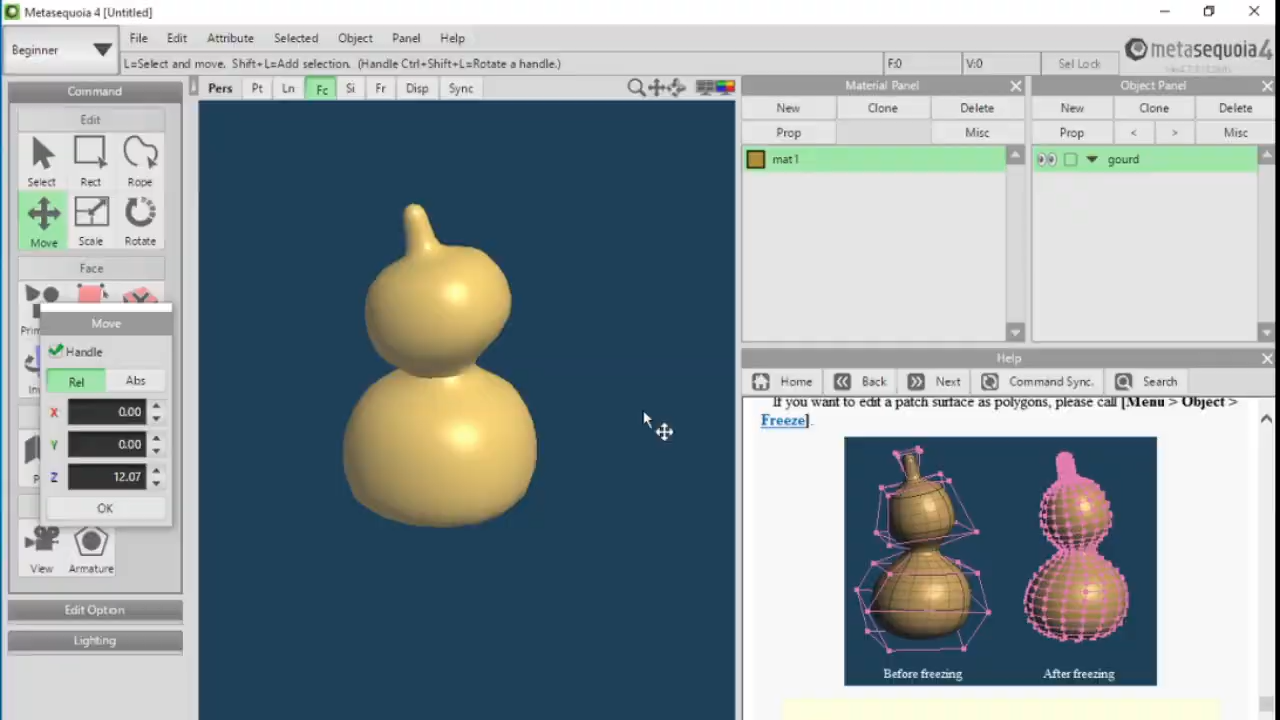 Metasequoia 4 [Untitled]
Beginner
File Edit Attribute Selected Object Panel Help
L=Select and move. Shift+L=Add selection. (Handle Ctrl+Shift+L=Rotate a handle.)
F:0 V:0 Sel Lock
metasequoia4
Command
Edit
Select Rect Rope
Move Scale Rotate
Face
Move
Handle
Rel Abs
X 0.00
Y 0.00
Z 12.07
OK
View Armature
Edit Option
Lighting
Pers Pt Ln Fc Si Fr Disp Sync
Material Panel
New Clone Delete
Prop Misc
mat1
Object Panel
New Clone Delete
Prop < > Misc
gourd
Help
Home Back Next Command Sync. Search
If you want to edit a patch surface as polygons, please call [Menu > Object >
Freeze].
Before freezing After freezing